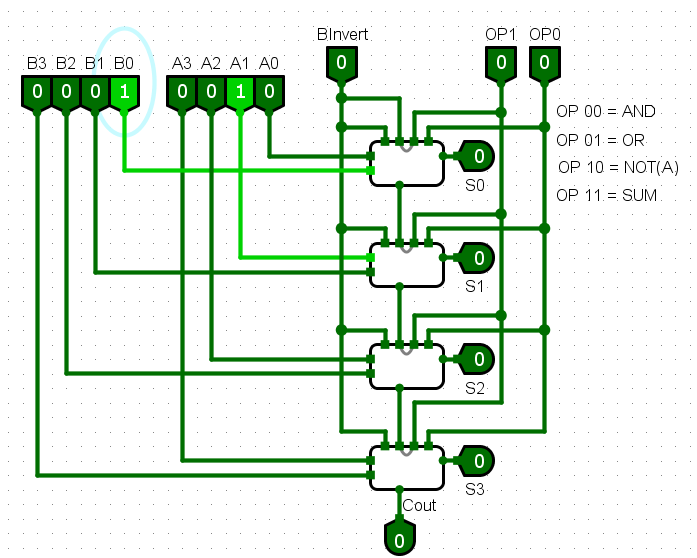 BInvert OP1 OP0
0 0 0
B3 B2 B1 B0 A3 A2 A1 A0
0 0 0 1 0 0 1 0
OP 00 = AND
OP 01 = OR
OP 10 = NOT(A)
OP 11 = SUM
0
S0
0
S1
0
S2
0
S3
Cout
0